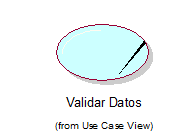 Validar Datos
(from Use Case View)